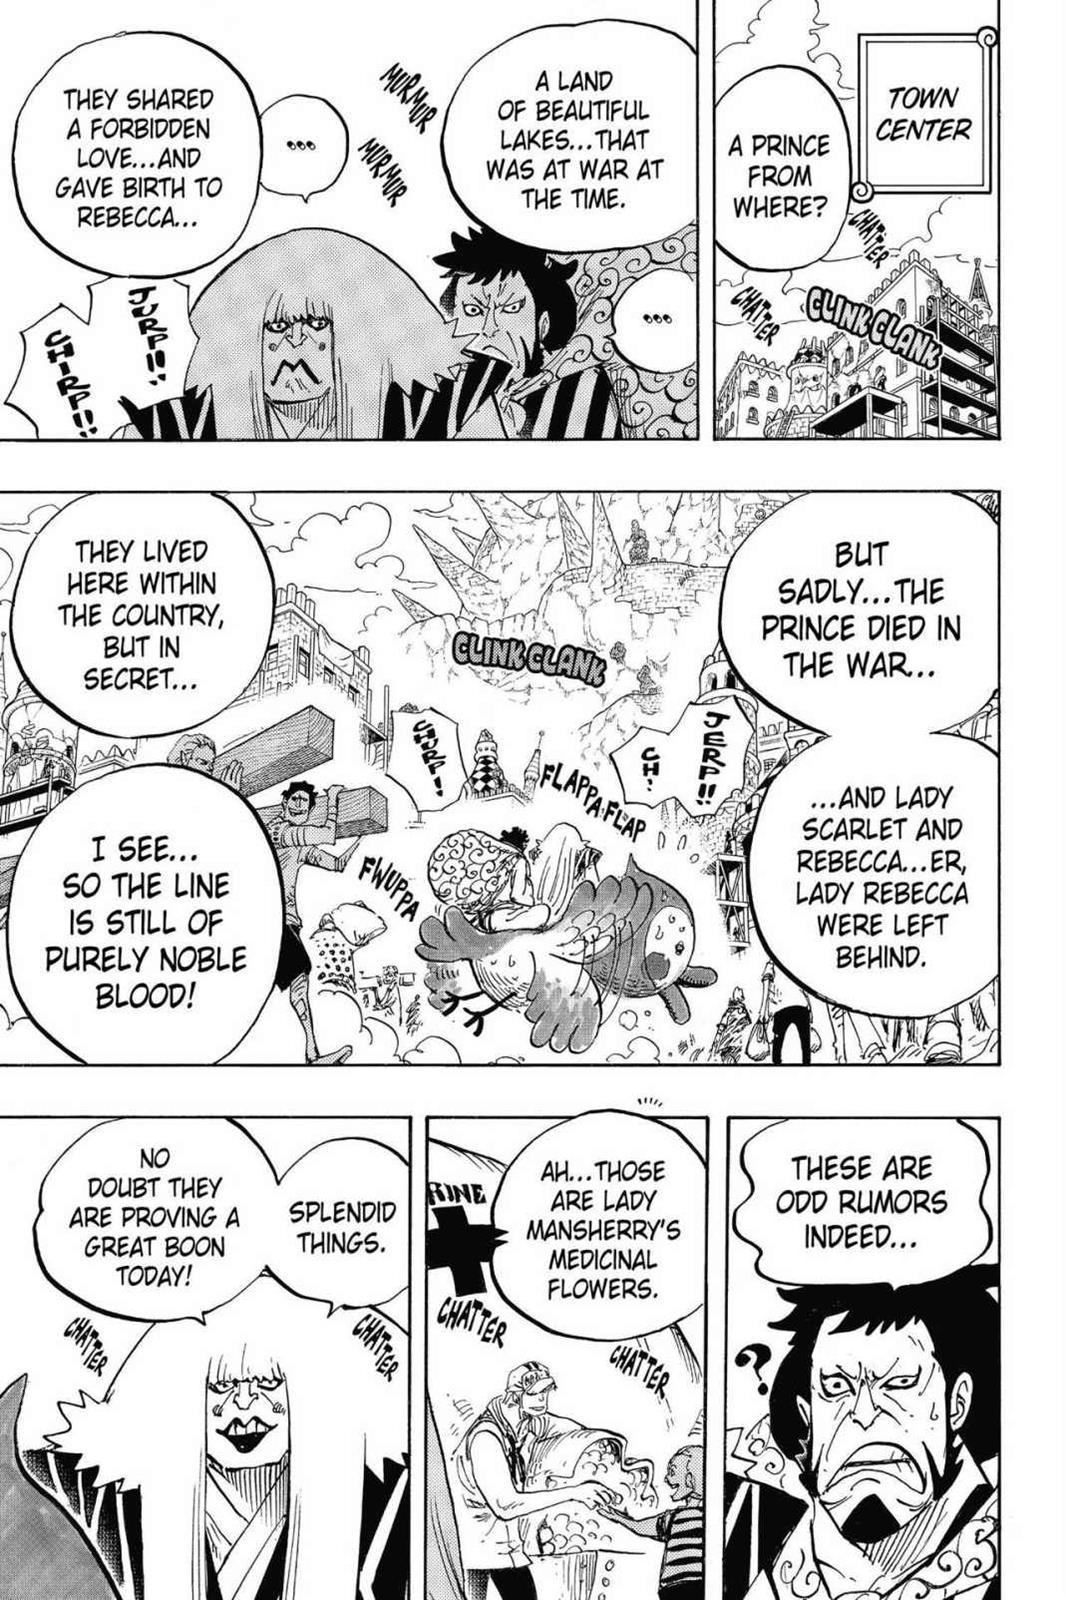 TOWN
CENTER
A PRINCE
FROM
WHERE?
CHATTER
CHATTER
CLINK CLANK
A LAND
OF BEAUTIFUL
LAKES...THAT
WAS AT WAR AT
THE TIME.
...
MURMUR
MURMUR
...
THEY SHARED
A FORBIDDEN
LOVE...AND
GAVE BIRTH TO
REBECCA...
JURP!!
CHIRP!!
BUT
SADLY...THE
PRINCE DIED IN
THE WAR...
...AND LADY
SCARLET AND
REBECCA...ER,
LADY REBECCA
WERE LEFT
BEHIND.
CLINK CLANK
JERP!!
CH!
FLAPPA FLAP
CHURP!!
FWUPPA
THEY LIVED
HERE WITHIN
THE COUNTRY,
BUT IN
SECRET...
I SEE...
SO THE LINE
IS STILL OF
PURELY NOBLE
BLOOD!
THESE ARE
ODD RUMORS
INDEED...
?
AH...THOSE
ARE LADY
MANSHERRY'S
MEDICINAL
FLOWERS.
RINE
CHATTER
CHATTER
SPLENDID
THINGS.
NO
DOUBT THEY
ARE PROVING A
GREAT BOON
TODAY!
CHATTER
CHATTER